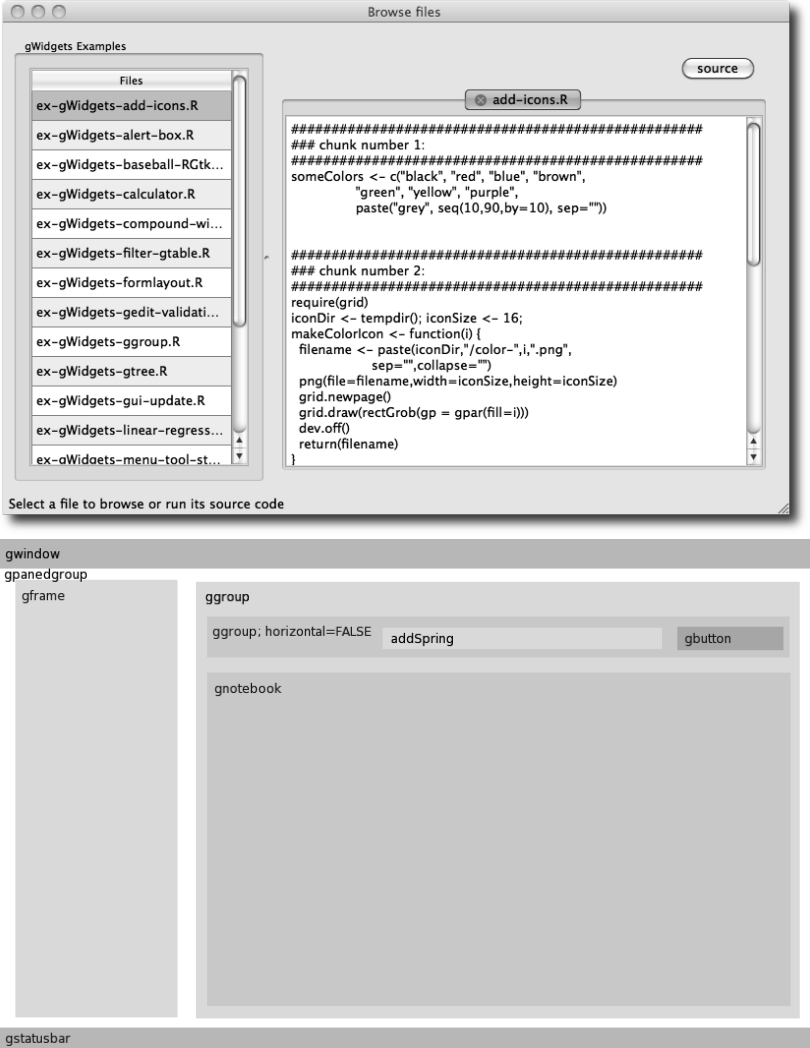 Browse files
gWidgets Examples
source
Files
ex-gWidgets-add-icons.R
ex-gWidgets-alert-box.R
ex-gWidgets-baseball-RGtk...
ex-gWidgets-calculator.R
ex-gWidgets-compound-wi...
ex-gWidgets-filter-gtable.R
ex-gWidgets-formlayout.R
ex-gWidgets-gedit-validati...
ex-gWidgets-ggroup.R
ex-gWidgets-gtree.R
ex-gWidgets-gui-update.R
ex-gWidgets-linear-regress...
ex-gWidgets-menu-tool-st...
add-icons.R
##################################################
### chunk number 1:
##################################################
someColors <- c("black", "red", "blue", "brown",
"green", "yellow", "purple",
paste("grey", seq(10,90,by=10), sep=""))
##################################################
### chunk number 2:
##################################################
require(grid)
iconDir <- tempdir(); iconSize <- 16;
makeColorIcon <- function(i) {
filename <- paste(iconDir,"/color-",i,".png",
sep="",collapse="")
png(file=filename,width=iconSize,height=iconSize)
grid.newpage()
grid.draw(rectGrob(gp = gpar(fill=i)))
dev.off()
return(filename)
}
Select a file to browse or run its source code
gwindow
gpanedgroup
gframe
ggroup
ggroup; horizontal=FALSE
addSpring
gbutton
gnotebook
gstatusbar